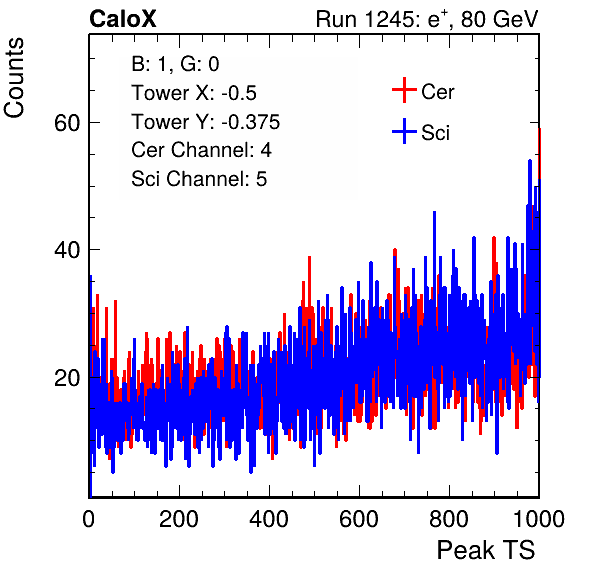 CaloX Run 1245: e+, 80 GeV
Counts
B: 1, G: 0
Tower X: -0.5
Tower Y: -0.375
Cer Channel: 4
Sci Channel: 5
Cer
Sci
60
40
20
0 200 400 600 800 1000
Peak TS